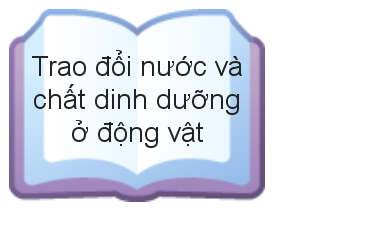 Trao đổi nước và
chất dinh dưỡng
ở động vật